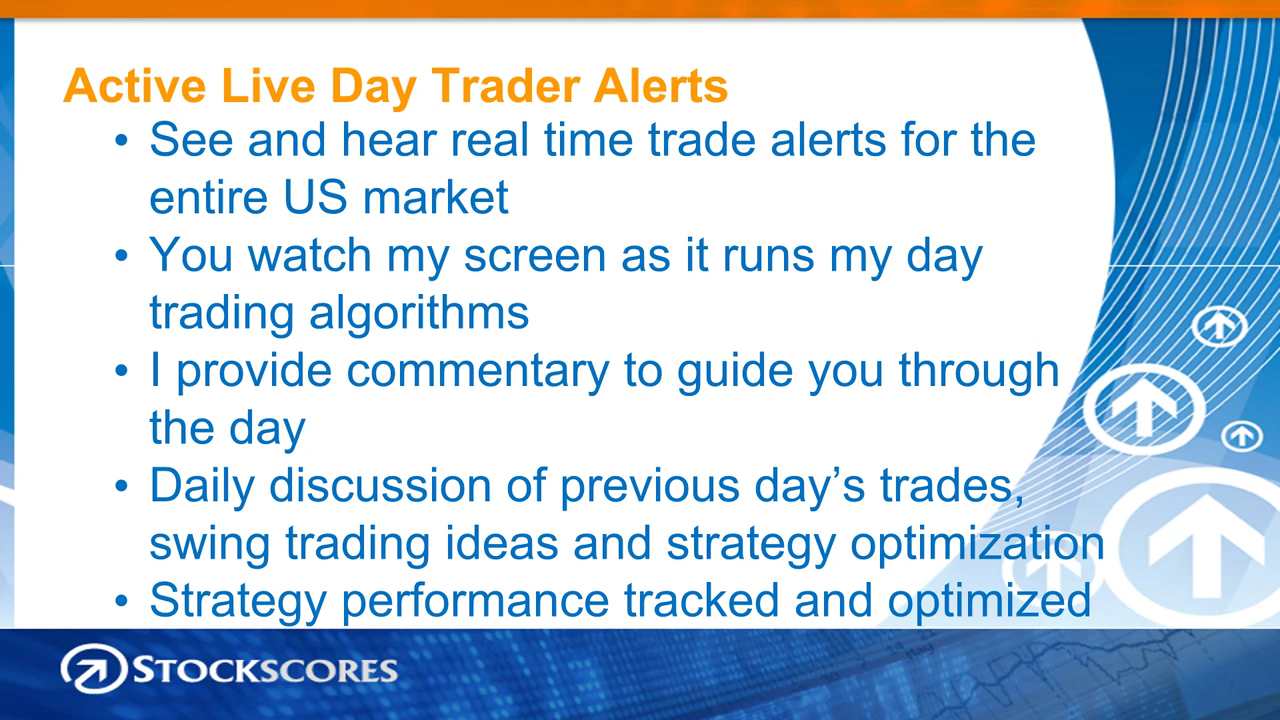 Active Live Day Trader Alerts
• See and hear real time trade alerts for the
entire US market
• You watch my screen as it runs my day
trading algorithms
• I provide commentary to guide you through
the day
• Daily discussion of previous day’s trades,
swing trading ideas and strategy optimization
• Strategy performance tracked and optimized
STOCKSCORES